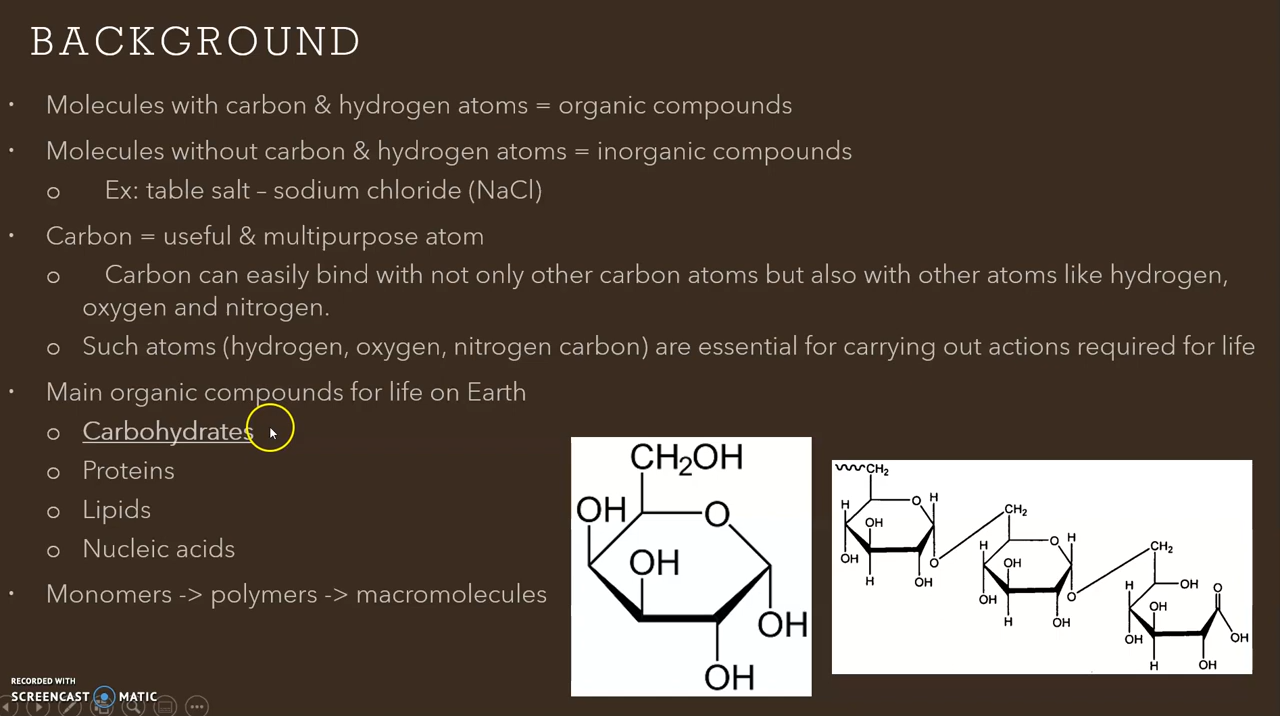 BACKGROUND
• Molecules with carbon & hydrogen atoms = organic compounds
• Molecules without carbon & hydrogen atoms = inorganic compounds
o Ex: table salt – sodium chloride (NaCl)
• Carbon = useful & multipurpose atom
o Carbon can easily bind with not only other carbon atoms but also with other atoms like hydrogen,
oxygen and nitrogen.
o Such atoms (hydrogen, oxygen, nitrogen carbon) are essential for carrying out actions required for life
• Main organic compounds for life on Earth
o Carbohydrates
o Proteins
o Lipids
o Nucleic acids
• Monomers -> polymers -> macromolecules
CH₂OH
OH O
OH
OH
OH
CH₂
O H
H
OH
OH
H OH O
CH₂
O H
H
OH
OH
H OH O
CH₂
H OH
OH
OH
H OH
O
OH
RECORDED WITH
SCREENCAST MATIC